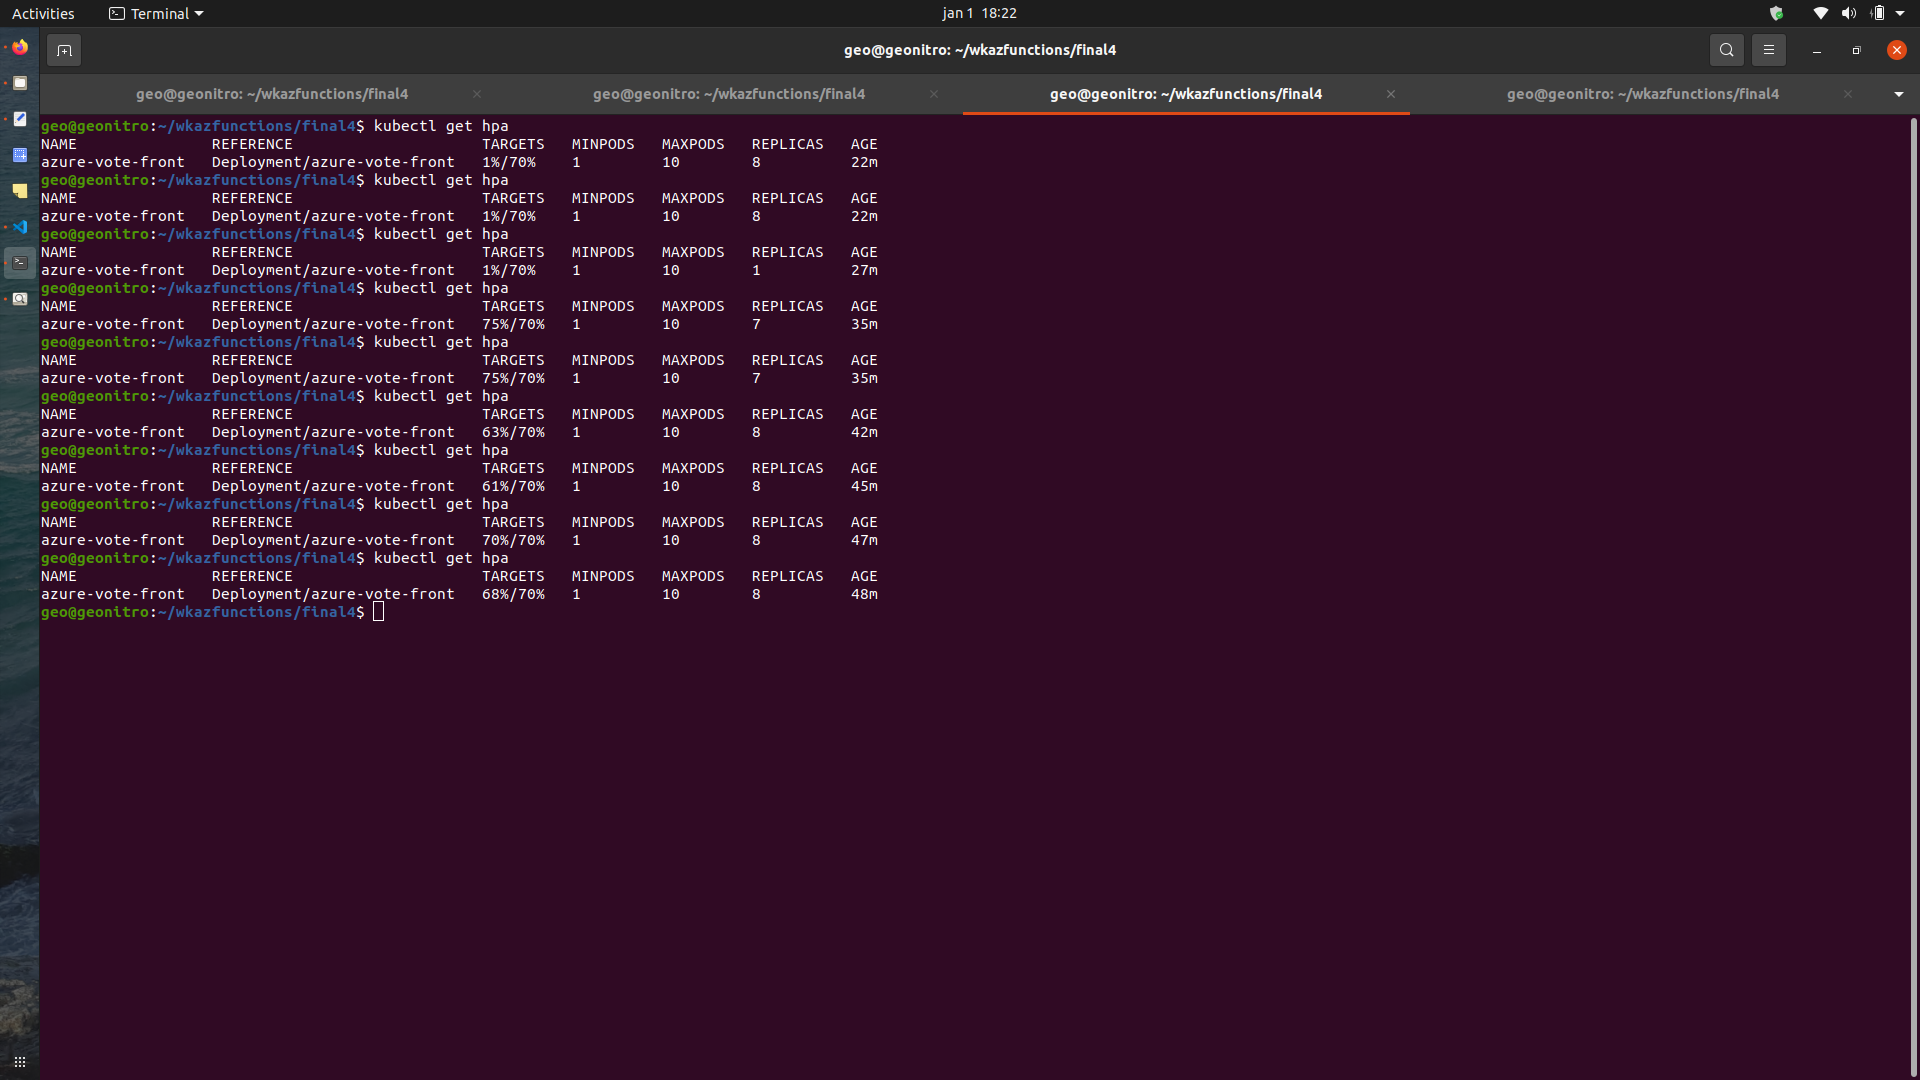 Activities Terminal jan 1 18:22
geo@geonitro: ~/wkazfunctions/final4
geo@geonitro: ~/wkazfunctions/final4 geo@geonitro: ~/wkazfunctions/final4 geo@geonitro: ~/wkazfunctions/final4 geo@geonitro: ~/wkazfunctions/final4
geo@geonitro:~/wkazfunctions/final4$ kubectl get hpa
NAME REFERENCE TARGETS MINPODS MAXPODS REPLICAS AGE
azure-vote-front Deployment/azure-vote-front 1%/70% 1 10 8 22m
geo@geonitro:~/wkazfunctions/final4$ kubectl get hpa
NAME REFERENCE TARGETS MINPODS MAXPODS REPLICAS AGE
azure-vote-front Deployment/azure-vote-front 1%/70% 1 10 8 22m
geo@geonitro:~/wkazfunctions/final4$ kubectl get hpa
NAME REFERENCE TARGETS MINPODS MAXPODS REPLICAS AGE
azure-vote-front Deployment/azure-vote-front 1%/70% 1 10 1 27m
geo@geonitro:~/wkazfunctions/final4$ kubectl get hpa
NAME REFERENCE TARGETS MINPODS MAXPODS REPLICAS AGE
azure-vote-front Deployment/azure-vote-front 75%/70% 1 10 7 35m
geo@geonitro:~/wkazfunctions/final4$ kubectl get hpa
NAME REFERENCE TARGETS MINPODS MAXPODS REPLICAS AGE
azure-vote-front Deployment/azure-vote-front 75%/70% 1 10 7 35m
geo@geonitro:~/wkazfunctions/final4$ kubectl get hpa
NAME REFERENCE TARGETS MINPODS MAXPODS REPLICAS AGE
azure-vote-front Deployment/azure-vote-front 63%/70% 1 10 8 42m
geo@geonitro:~/wkazfunctions/final4$ kubectl get hpa
NAME REFERENCE TARGETS MINPODS MAXPODS REPLICAS AGE
azure-vote-front Deployment/azure-vote-front 61%/70% 1 10 8 45m
geo@geonitro:~/wkazfunctions/final4$ kubectl get hpa
NAME REFERENCE TARGETS MINPODS MAXPODS REPLICAS AGE
azure-vote-front Deployment/azure-vote-front 70%/70% 1 10 8 47m
geo@geonitro:~/wkazfunctions/final4$ kubectl get hpa
NAME REFERENCE TARGETS MINPODS MAXPODS REPLICAS AGE
azure-vote-front Deployment/azure-vote-front 68%/70% 1 10 8 48m
geo@geonitro:~/wkazfunctions/final4$